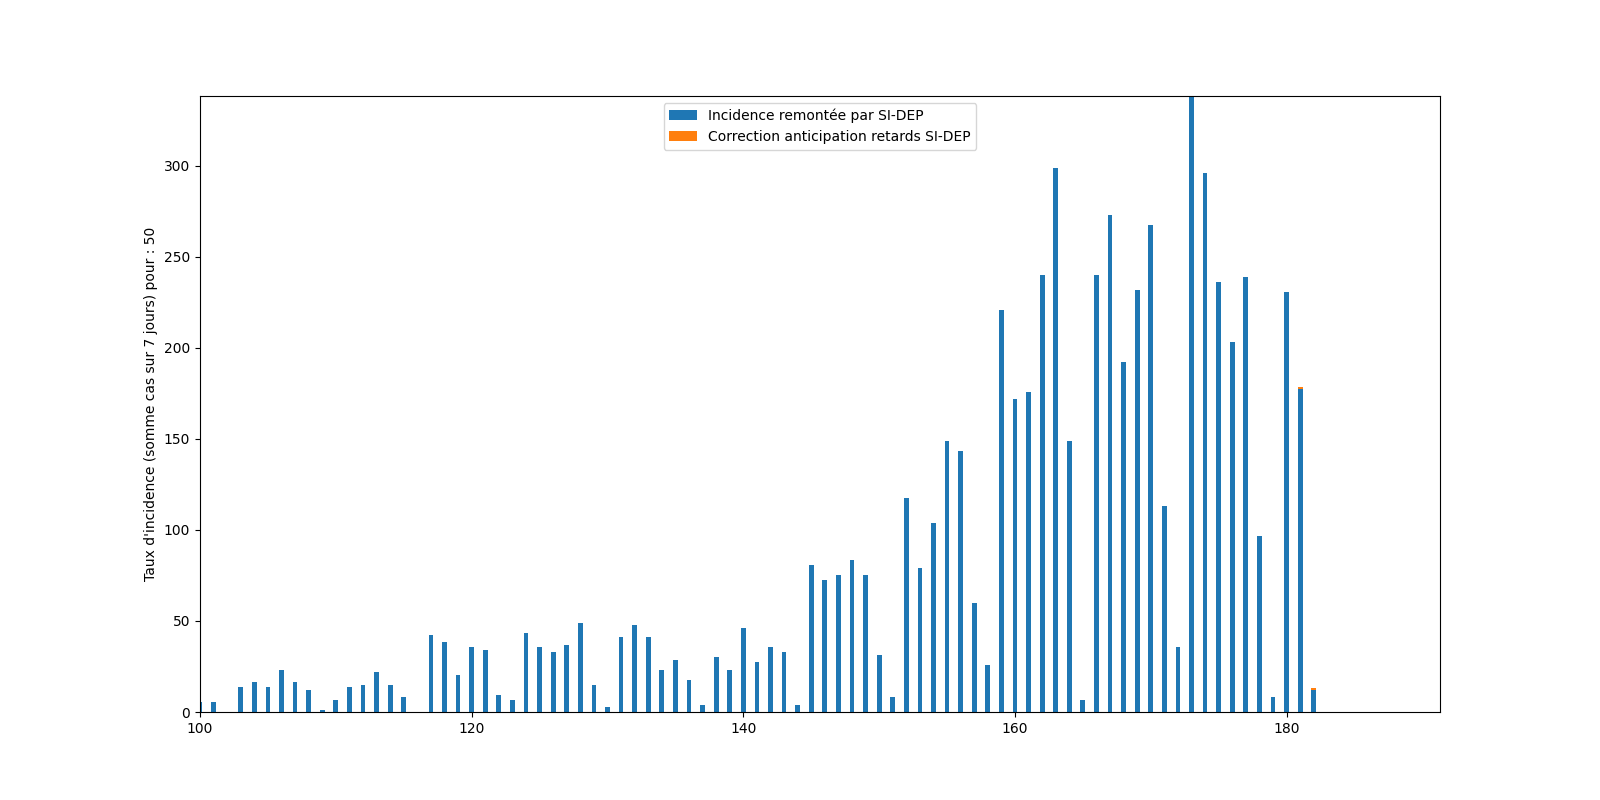 Incidence remontée par SI-DEP
Correction anticipation retards SI-DEP
Taux d'incidence (somme cas sur 7 jours) pour : 50
300
250
200
150
100
50
0
100 120 140 160 180